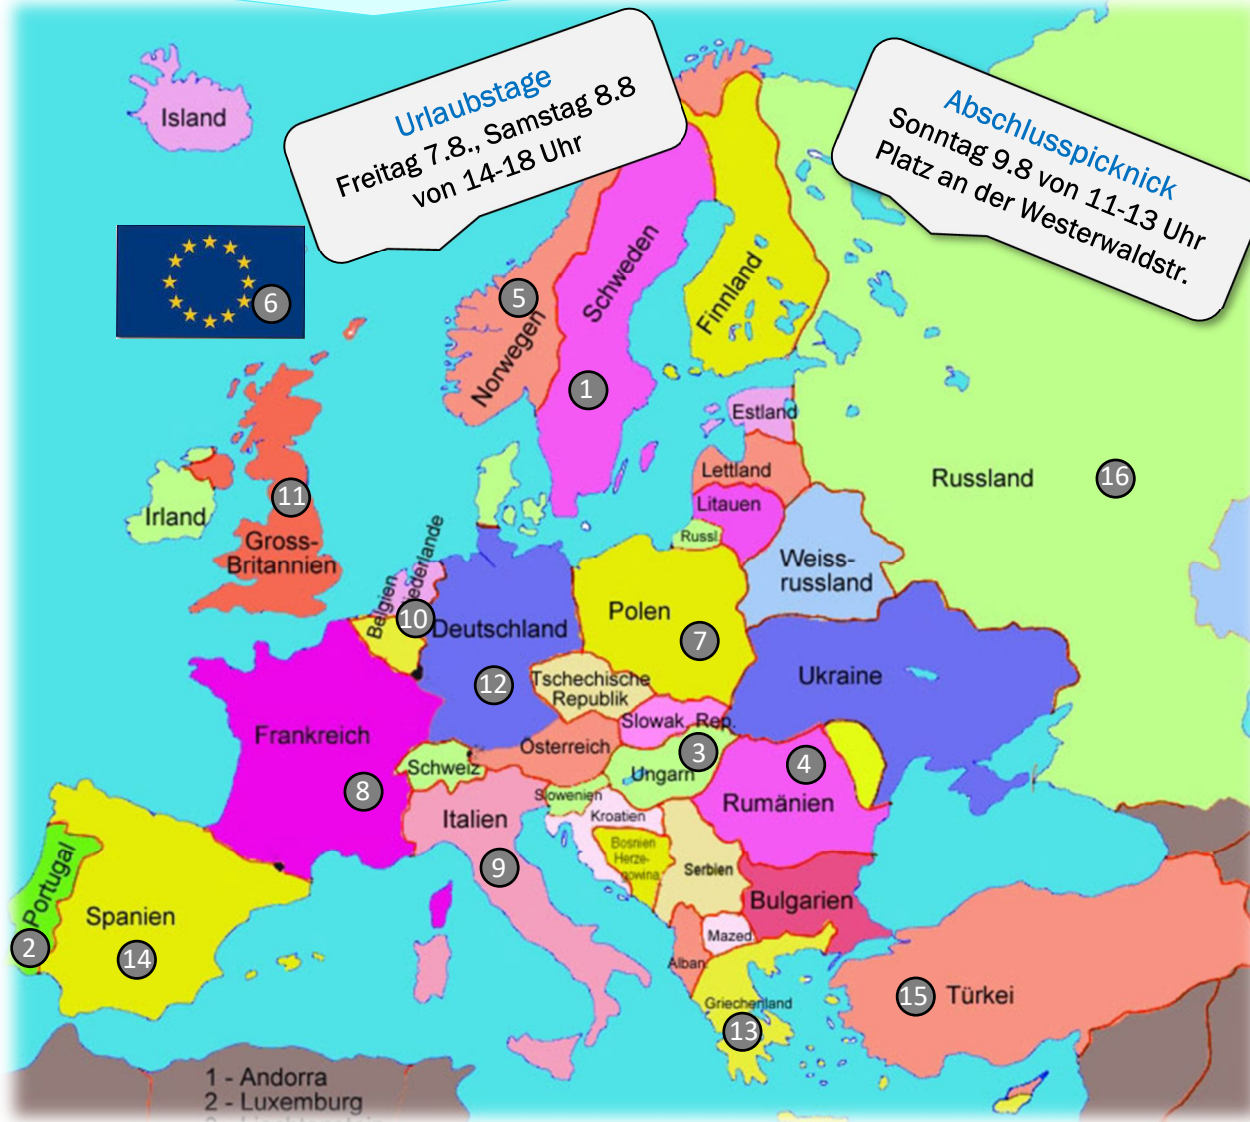 Urlaubstage
Freitag 7.8., Samstag 8.8
von 14-18 Uhr
Abschlusspicknick
Sonntag 9.8 von 11-13 Uhr
Platz an der Westerwaldstr.
Island
6
5
Norwegen
Schweden
1
Finnland
Estland
Lettland
Litauen
Russl.
Russland
16
Irland
11
Gross-
Britannien
Weiss-
russland
Belgien
Niederlande
10
Deutschland
12
Polen
7
Tschechische
Republik
Ukraine
Slowak. Rep.
Frankreich
8
Schweiz
Österreich
Ungarn
3
4
Rumänien
Italien
9
Slowenien
Kroatien
Bosnien
Herze-
gowina
Serbien
Bulgarien
Portugal
2
Spanien
14
Mazed.
Alban.
Griechenland
13
15
Türkei
1 - Andorra
2 - Luxemburg